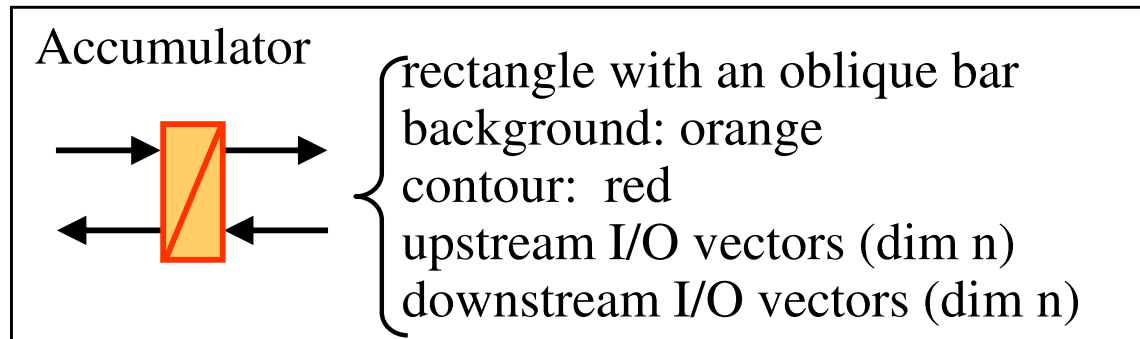 Accumulator
rectangle with an oblique bar
background: orange
contour:  red
upstream I/O vectors (dim n)
downstream I/O vectors (dim n)